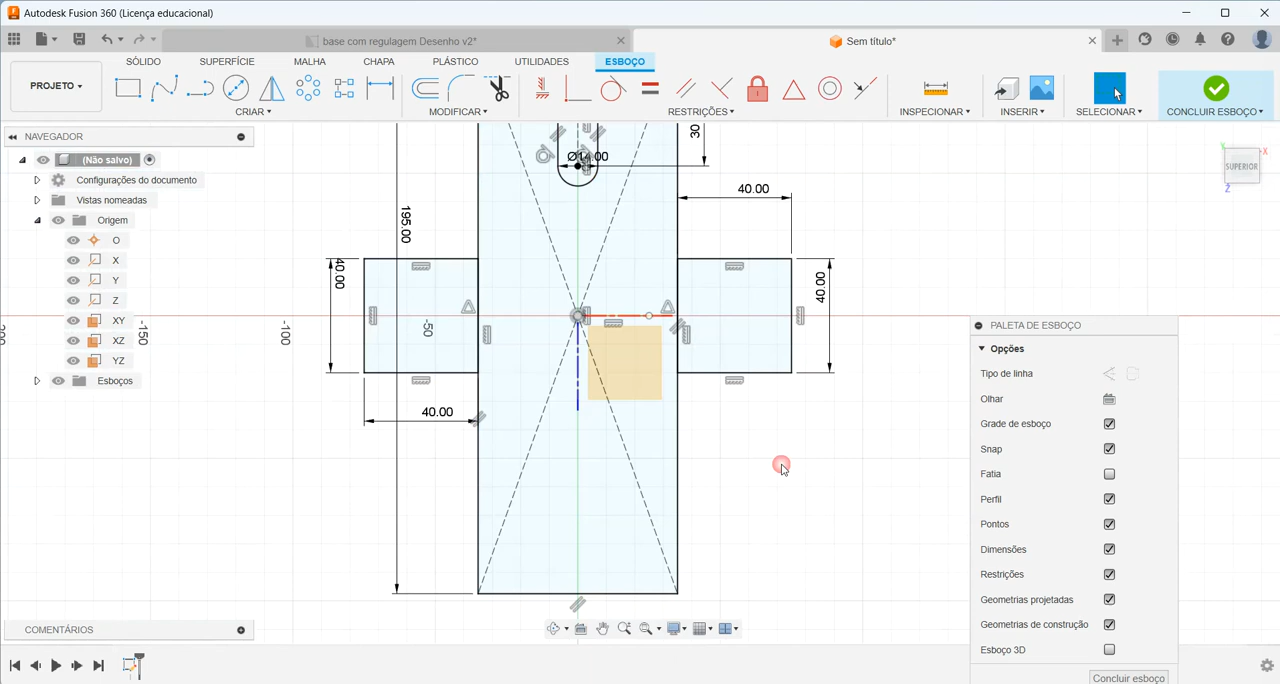 Autodesk Fusion 360 (Licença educacional)
base com regulagem Desenho v2*
Sem título*
PROJETO
SÓLIDO
SUPERFÍCIE
MALHA
CHAPA
PLÁSTICO
UTILIDADES
ESBOÇO
CRIAR
MODIFICAR
RESTRIÇÕES
INSPECIONAR
INSERIR
SELECIONAR
CONCLUIR ESBOÇO
NAVEGADOR
(Não salvo)
Configurações do documento
Vistas nomeadas
Origem
O
X
Y
Z
XY
XZ
YZ
Esboços
Ø14.00
30
40.00
195.00
40.00
40.00
40.00
-50
-100
-150
Y
X
Z
SUPERIOR
PALETA DE ESBOÇO
Opções
Tipo de linha
Olhar
Grade de esboço
Snap
Fatia
Perfil
Pontos
Dimensões
Restrições
Geometrias projetadas
Geometrias de construção
Esboço 3D
Concluir esboço
COMENTÁRIOS